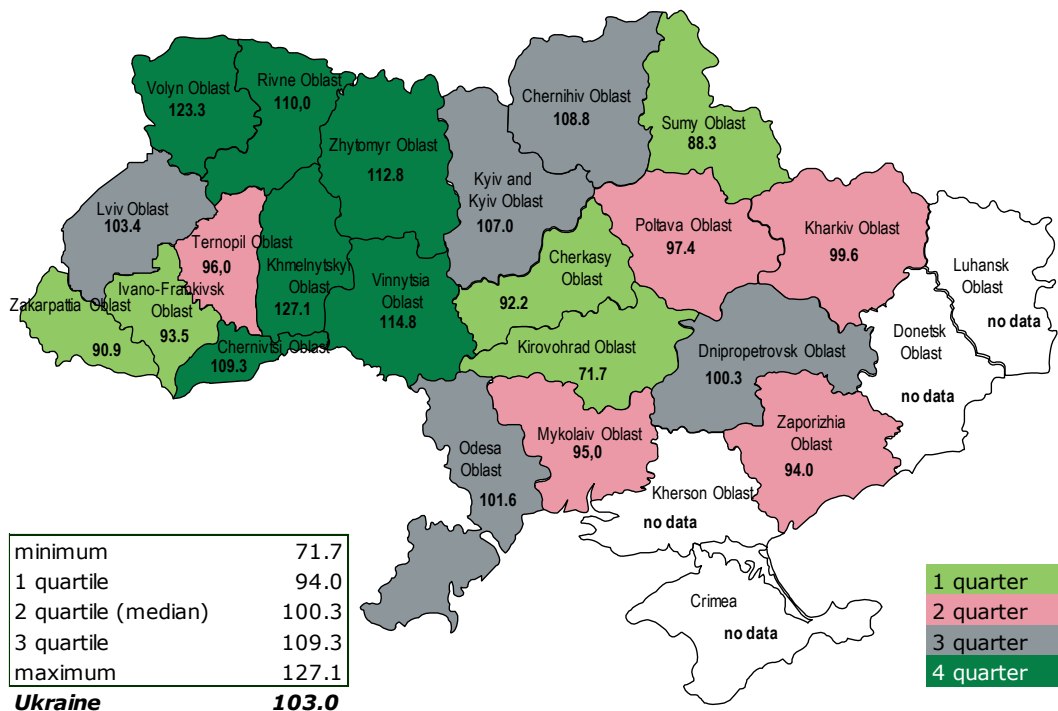 Volyn Oblast
123.3
Rivne Oblast
110,0
Zhytomyr Oblast
112.8
Kyiv and
Kyiv Oblast
107.0
Chernihiv Oblast
108.8
Sumy Oblast
88.3
Lviv Oblast
103.4
Ternopil Oblast
96,0
Khmelnytskyi
Oblast
127.1
Vinnytsia
Oblast
114.8
Cherkasy
Oblast
92.2
Poltava Oblast
97.4
Kharkiv Oblast
99.6
Luhansk
Oblast
no data
Zakarpattia Oblast
90.9
Ivano-Frankivsk
Oblast
93.5
Chernivtsi Oblast
109.3
Kirovohrad Oblast
71.7
Dnipropetrovsk Oblast
100.3
Donetsk
Oblast
no data
Odesa
Oblast
101.6
Mykolaiv Oblast
95,0
Zaporizhia
Oblast
94.0
Kherson Oblast
no data
Crimea
no data
minimum 71.7
1 quartile 94.0
2 quartile (median) 100.3
3 quartile 109.3
maximum 127.1
Ukraine 103.0
1 quarter
2 quarter
3 quarter
4 quarter